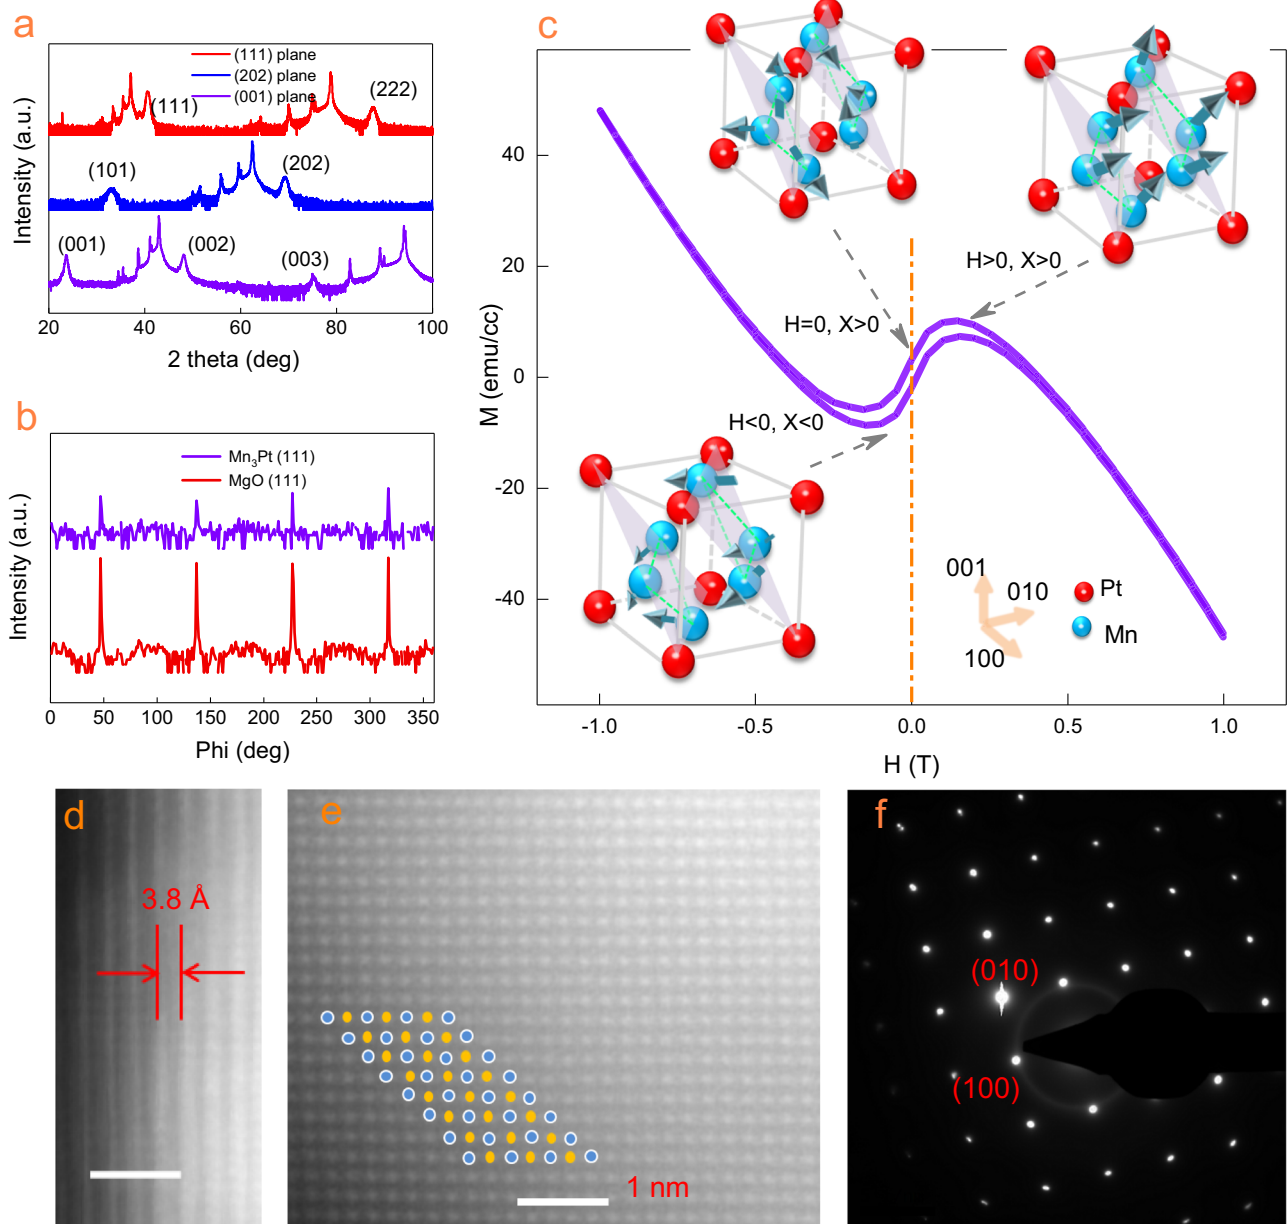 a
Intensity (a.u.)
(111) plane
(202) plane
(001) plane
(111)
(222)
(101)
(202)
(001)
(002)
(003)
20
40
60
80
100
2 theta (deg)
b
Intensity (a.u.)
Mn3Pt (111)
MgO (111)
0
50
100
150
200
250
300
350
Phi (deg)
c
M (emu/cc)
40
20
0
-20
-40
H=0, X>0
H>0, X>0
H<0, X<0
001
010
100
Pt
Mn
-1.0
-0.5
0.0
0.5
1.0
H (T)
d
3.8 Å
e
1 nm
f
(010)
(100)